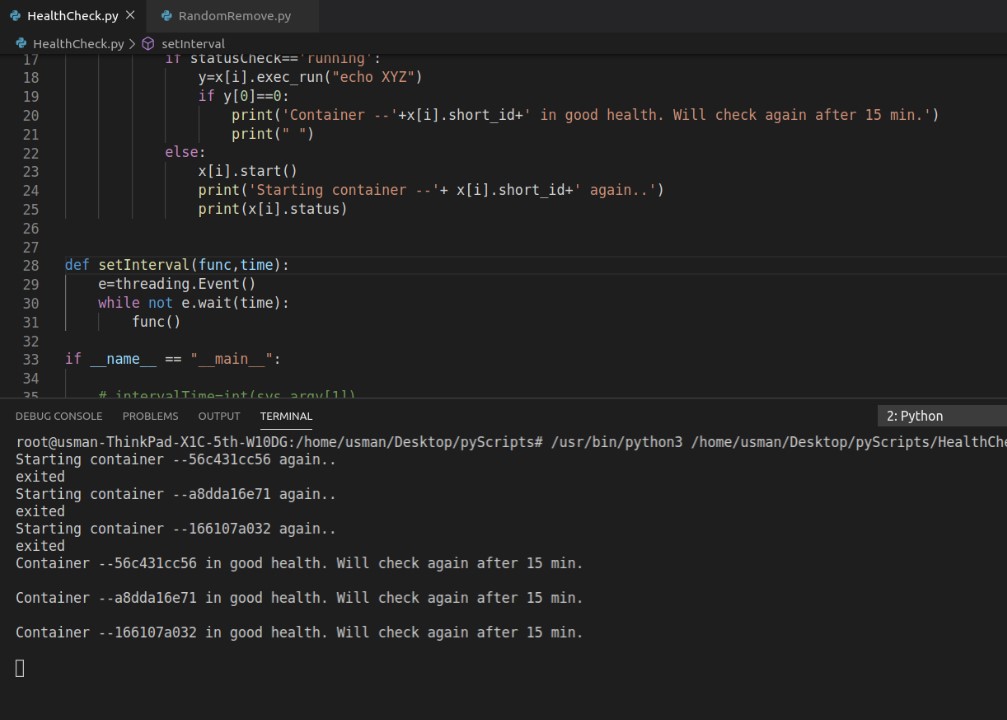 HealthCheck.py
RandomRemove.py
HealthCheck.py > setInterval
17 if statusCheck=='running':
18 y=x[i].exec_run("echo XYZ")
19 if y[0]==0:
20 print('Container --'+x[i].short_id+' in good health. Will check again after 15 min.')
21 print(" ")
22 else:
23 x[i].start()
24 print('Starting container --'+ x[i].short_id+' again..')
25 print(x[i].status)
26
27
28 def setInterval(func,time):
29 e=threading.Event()
30 while not e.wait(time):
31 func()
32
33 if __name__ == "__main__":
34
35 # intervalTime=int(sys.argv[1])
DEBUG CONSOLE PROBLEMS OUTPUT TERMINAL 2: Python
root@usman-ThinkPad-X1C-5th-W10DG:/home/usman/Desktop/pyScripts# /usr/bin/python3 /home/usman/Desktop/pyScripts/HealthChe
Starting container --56c431cc56 again..
exited
Starting container --a8dda16e71 again..
exited
Starting container --166107a032 again..
exited
Container --56c431cc56 in good health. Will check again after 15 min.
Container --a8dda16e71 in good health. Will check again after 15 min.
Container --166107a032 in good health. Will check again after 15 min.